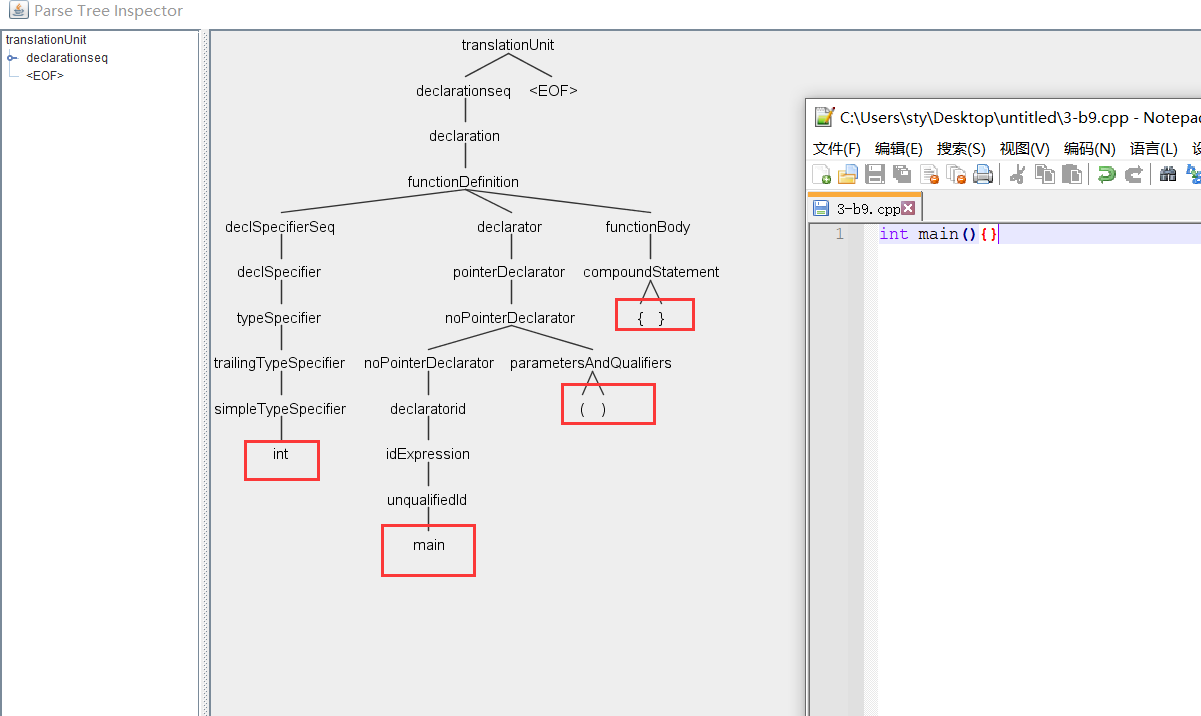 Parse Tree Inspector
translationUnit
declarationseq
<EOF>
translationUnit
declarationseq <EOF>
declaration
functionDefinition
declSpecifierSeq declarator functionBody
declSpecifier pointerDeclarator compoundStatement
typeSpecifier noPointerDeclarator { }
trailingTypeSpecifier noPointerDeclarator parametersAndQualifiers
simpleTypeSpecifier declaratorid ( )
int idExpression
unqualifiedId
main
C:\Users\sty\Desktop\untitled\3-b9.cpp - Notepad
文件(F) 编辑(E) 搜索(S) 视图(V) 编码(N) 语言(L) 设
3-b9.cpp
1 int main(){}